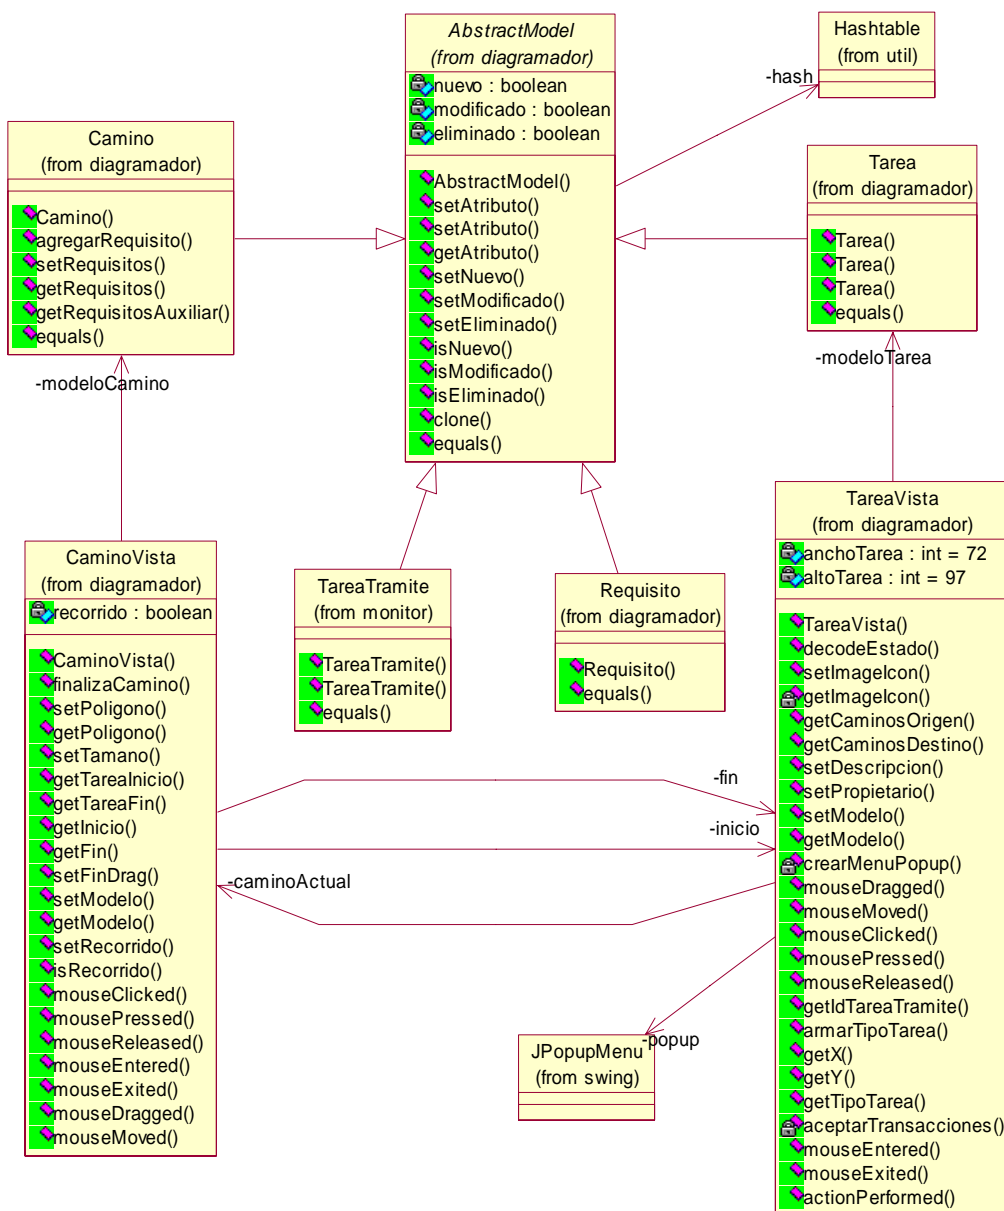 AbstractModel
(from diagramador)
nuevo : boolean
modificado : boolean
eliminado : boolean
AbstractModel()
setAtributo()
setAtributo()
getAtributo()
setNuevo()
setModificado()
setEliminado()
isNuevo()
isModificado()
isEliminado()
clone()
equals()
Hashtable
(from util)
-hash
Camino
(from diagramador)
Camino()
agregarRequisito()
setRequisitos()
getRequisitos()
getRequisitosAuxiliar()
equals()
-modeloCamino
Tarea
(from diagramador)
Tarea()
Tarea()
Tarea()
equals()
-modeloTarea
CaminoVista
(from diagramador)
recorrido : boolean
CaminoVista()
finalizaCamino()
setPoligono()
getPoligono()
setTamano()
getTareaInicio()
getTareaFin()
getInicio()
getFin()
setFinDrag()
setModelo()
getModelo()
setRecorrido()
isRecorrido()
mouseClicked()
mousePressed()
mouseReleased()
mouseEntered()
mouseExited()
mouseDragged()
mouseMoved()
TareaTramite
(from monitor)
TareaTramite()
TareaTramite()
equals()
Requisito
(from diagramador)
Requisito()
equals()
-fin
-inicio
-caminoActual
-popup
JPopupMenu
(from swing)
TareaVista
(from diagramador)
anchoTarea : int = 72
altoTarea : int = 97
TareaVista()
decodeEstado()
setImageIcon()
getImageIcon()
getCaminosOrigen()
getCaminosDestino()
setDescripcion()
setPropietario()
setModelo()
getModelo()
crearMenuPopup()
mouseDragged()
mouseMoved()
mouseClicked()
mousePressed()
mouseReleased()
getIdTareaTramite()
armarTipoTarea()
getX()
getY()
getTipoTarea()
aceptarTransacciones()
mouseEntered()
mouseExited()
actionPerformed()